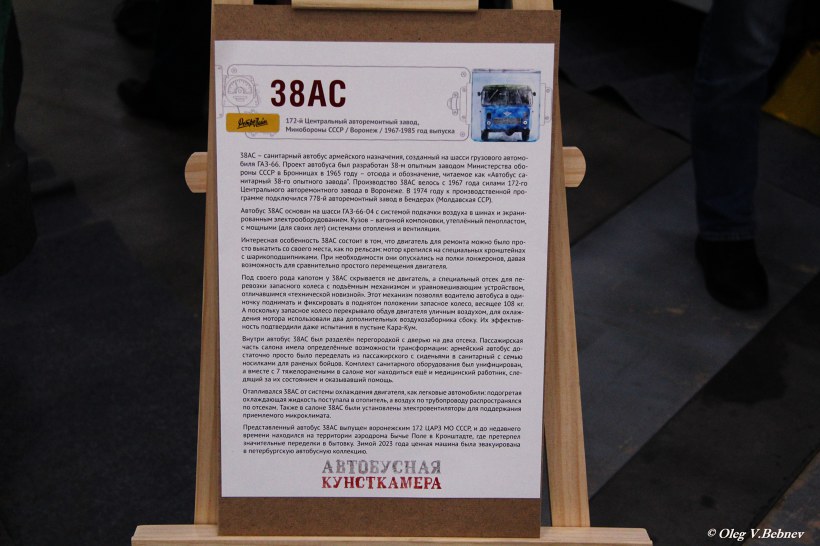 38АС
172-й Центральный авторемонтный завод,
Минобороны СССР / Воронеж / 1967-1985 год выпуска
38АС – санитарный автобус армейского назначения, созданный на шасси грузового автомо-
биля ГАЗ-66. Проект автобуса был разработан 38-м опытным заводом Министерства обо-
роны СССР в Бронницах в 1965 году – отсюда и обозначение, читаемое как «Автобус са-
нитарный 38-го опытного завода". Производство 38АС велось с 1967 года силами 172-го
Центрального авторемонтного завода в Воронеже. В 1974 году к производственной про-
грамме подключился 778-й авторемонтный завод в Бендерах (Молдавская ССР).
Автобус 38АС основан на шасси ГАЗ-66-04 с системой подкачки воздуха в шинах и экрани-
рованным электрооборудованием. Кузов – вагонной компоновки, утеплённый пенопластом,
с мощными (для своих лет) системами отопления и вентиляции.
Интересная особенность 38АС состоит в том, что двигатель для ремонта можно было про-
сто выкатить со своего места, как по рельсам: мотор крепился на специальных кронштейнах
с шарикоподшипниками. При необходимости они опускались на полки лонжеронов, давая
возможность для сравнительно простого перемещения двигателя.
Под своего рода капотом у 38АС скрывается не двигатель, а специальный отсек для пе-
ревозки запасного колеса с подъёмным механизмом и уравновешивающим устройством,
отличавшимся «технической новизной». Этот механизм позволял водителю автобуса в оди-
ночку поднимать и фиксировать в поднятом положении запасное колесо, весящее 108 кг.
А поскольку запасное колесо перекрывало обдув двигателя уличным воздухом, для охлаж-
дения мотора использовали два дополнительных воздухозаборника сбоку. Их эффектив-
ность подтвердили даже испытания в пустыне Кара-Кум.
Внутри автобус 38АС был разделён перегородкой с дверью на два отсека. Пассажирская
часть салона имела определённые возможности трансформации: армейский автобус до-
статочно просто было переделать из пассажирского с сиденьями в санитарный с семью
носилками для раненых бойцов. Комплект санитарного оборудования был унифицирован,
а вместе с 7 тяжелоранеными в салоне мог находиться ещё и медицинский работник, сле-
дящий за их состоянием и оказывавший помощь.
Отапливался 38АС от системы охлаждения двигателя, как легковые автомобили: подогретая
охлаждающая жидкость поступала в отопитель, а воздух по трубопроводу распространялся
по отсекам. Также в салоне 38АС были установлены электровентиляторы для поддержания
приемлемого микроклимата.
Представленный автобус 38АС выпущен воронежским 172 ЦАРЗ МО СССР, и до недавнего
времени находился на территории аэродрома Бычье Поле в Кронштадте, где претерпел
значительные переделки в бытовку. Зимой 2023 года ценная машина была эвакуирована
в петербургскую автобусную коллекцию.
АВТОБУСНАЯ
КУНСТКАМЕРА
© Oleg V.Bebnev